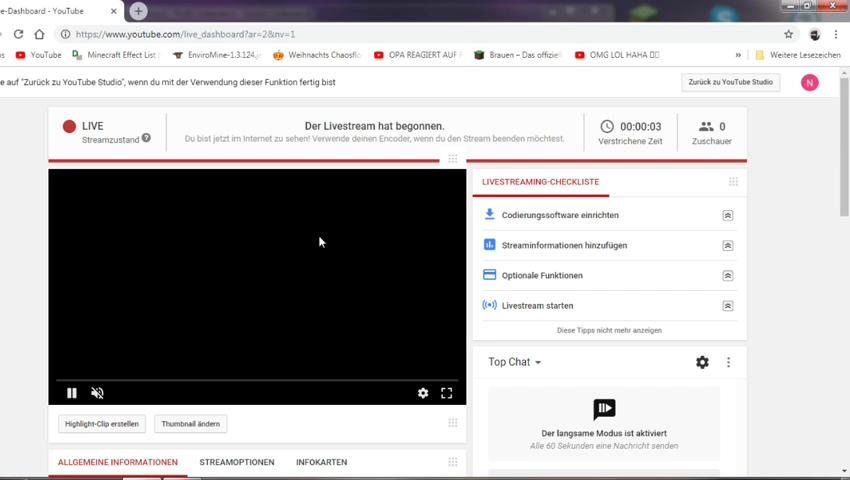 e-Dashboard - YouTube
https://www.youtube.com/live_dashboard?ar=2&nv=1
YouTube
Minecraft Effect List
EnviroMine-1.3.124.j
Weihnachts Chaosflo
OPA REAGIERT AUF F
Brauen – Das offizie
OMG LOL HAHA
»
Weitere Lesezeichen
e auf "Zurück zu YouTube Studio", wenn du mit der Verwendung dieser Funktion fertig bist
Zurück zu YouTube Studio
N
LIVE
Streamzustand ?
Der Livestream hat begonnen.
Du bist jetzt im Internet zu sehen! Verwende deinen Encoder, wenn du den Stream beenden möchtest.
00:00:03
Verstrichene Zeit
0
Zuschauer
LIVESTREAMING-CHECKLISTE
Codierungssoftware einrichten
Streaminformationen hinzufügen
Optionale Funktionen
Livestream starten
Diese Tipps nicht mehr anzeigen
Top Chat
Der langsame Modus ist aktiviert
Alle 60 Sekunden eine Nachricht senden
Highlight-Clip erstellen
Thumbnail ändern
ALLGEMEINE INFORMATIONEN
STREAMOPTIONEN
INFOKARTEN